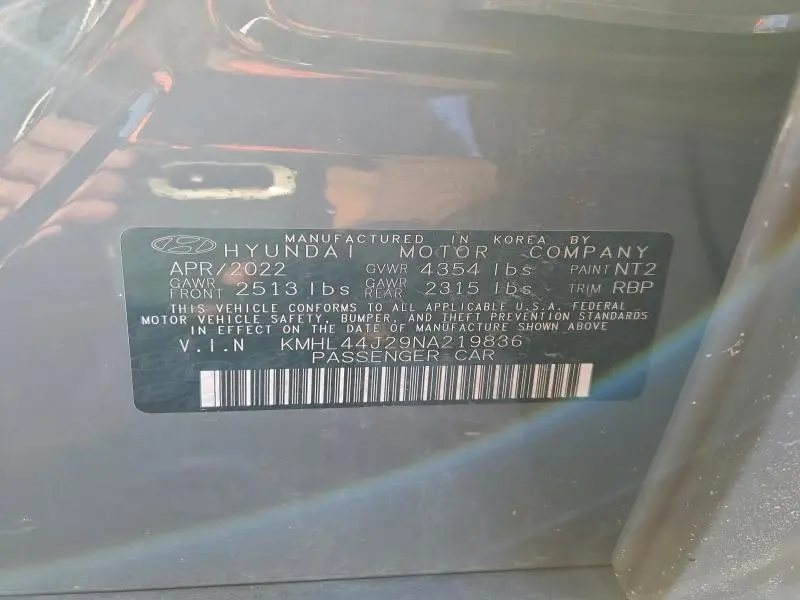 MANUFACTURED IN KOREA BY
HYUNDAI MOTOR COMPANY
APR/2022 GVWR 4354 lbs PAINT NT2
GAWR FRONT 2513 lbs GAWR REAR 2315 lbs TRIM RBP
THIS VEHICLE CONFORMS TO ALL APPLICABLE U.S.A. FEDERAL
MOTOR VEHICLE SAFETY, BUMPER, AND THEFT PREVENTION STANDARDS
IN EFFECT ON THE DATE OF MANUFACTURE SHOWN ABOVE
V.I.N KMHL44J29NA219836
PASSENGER CAR